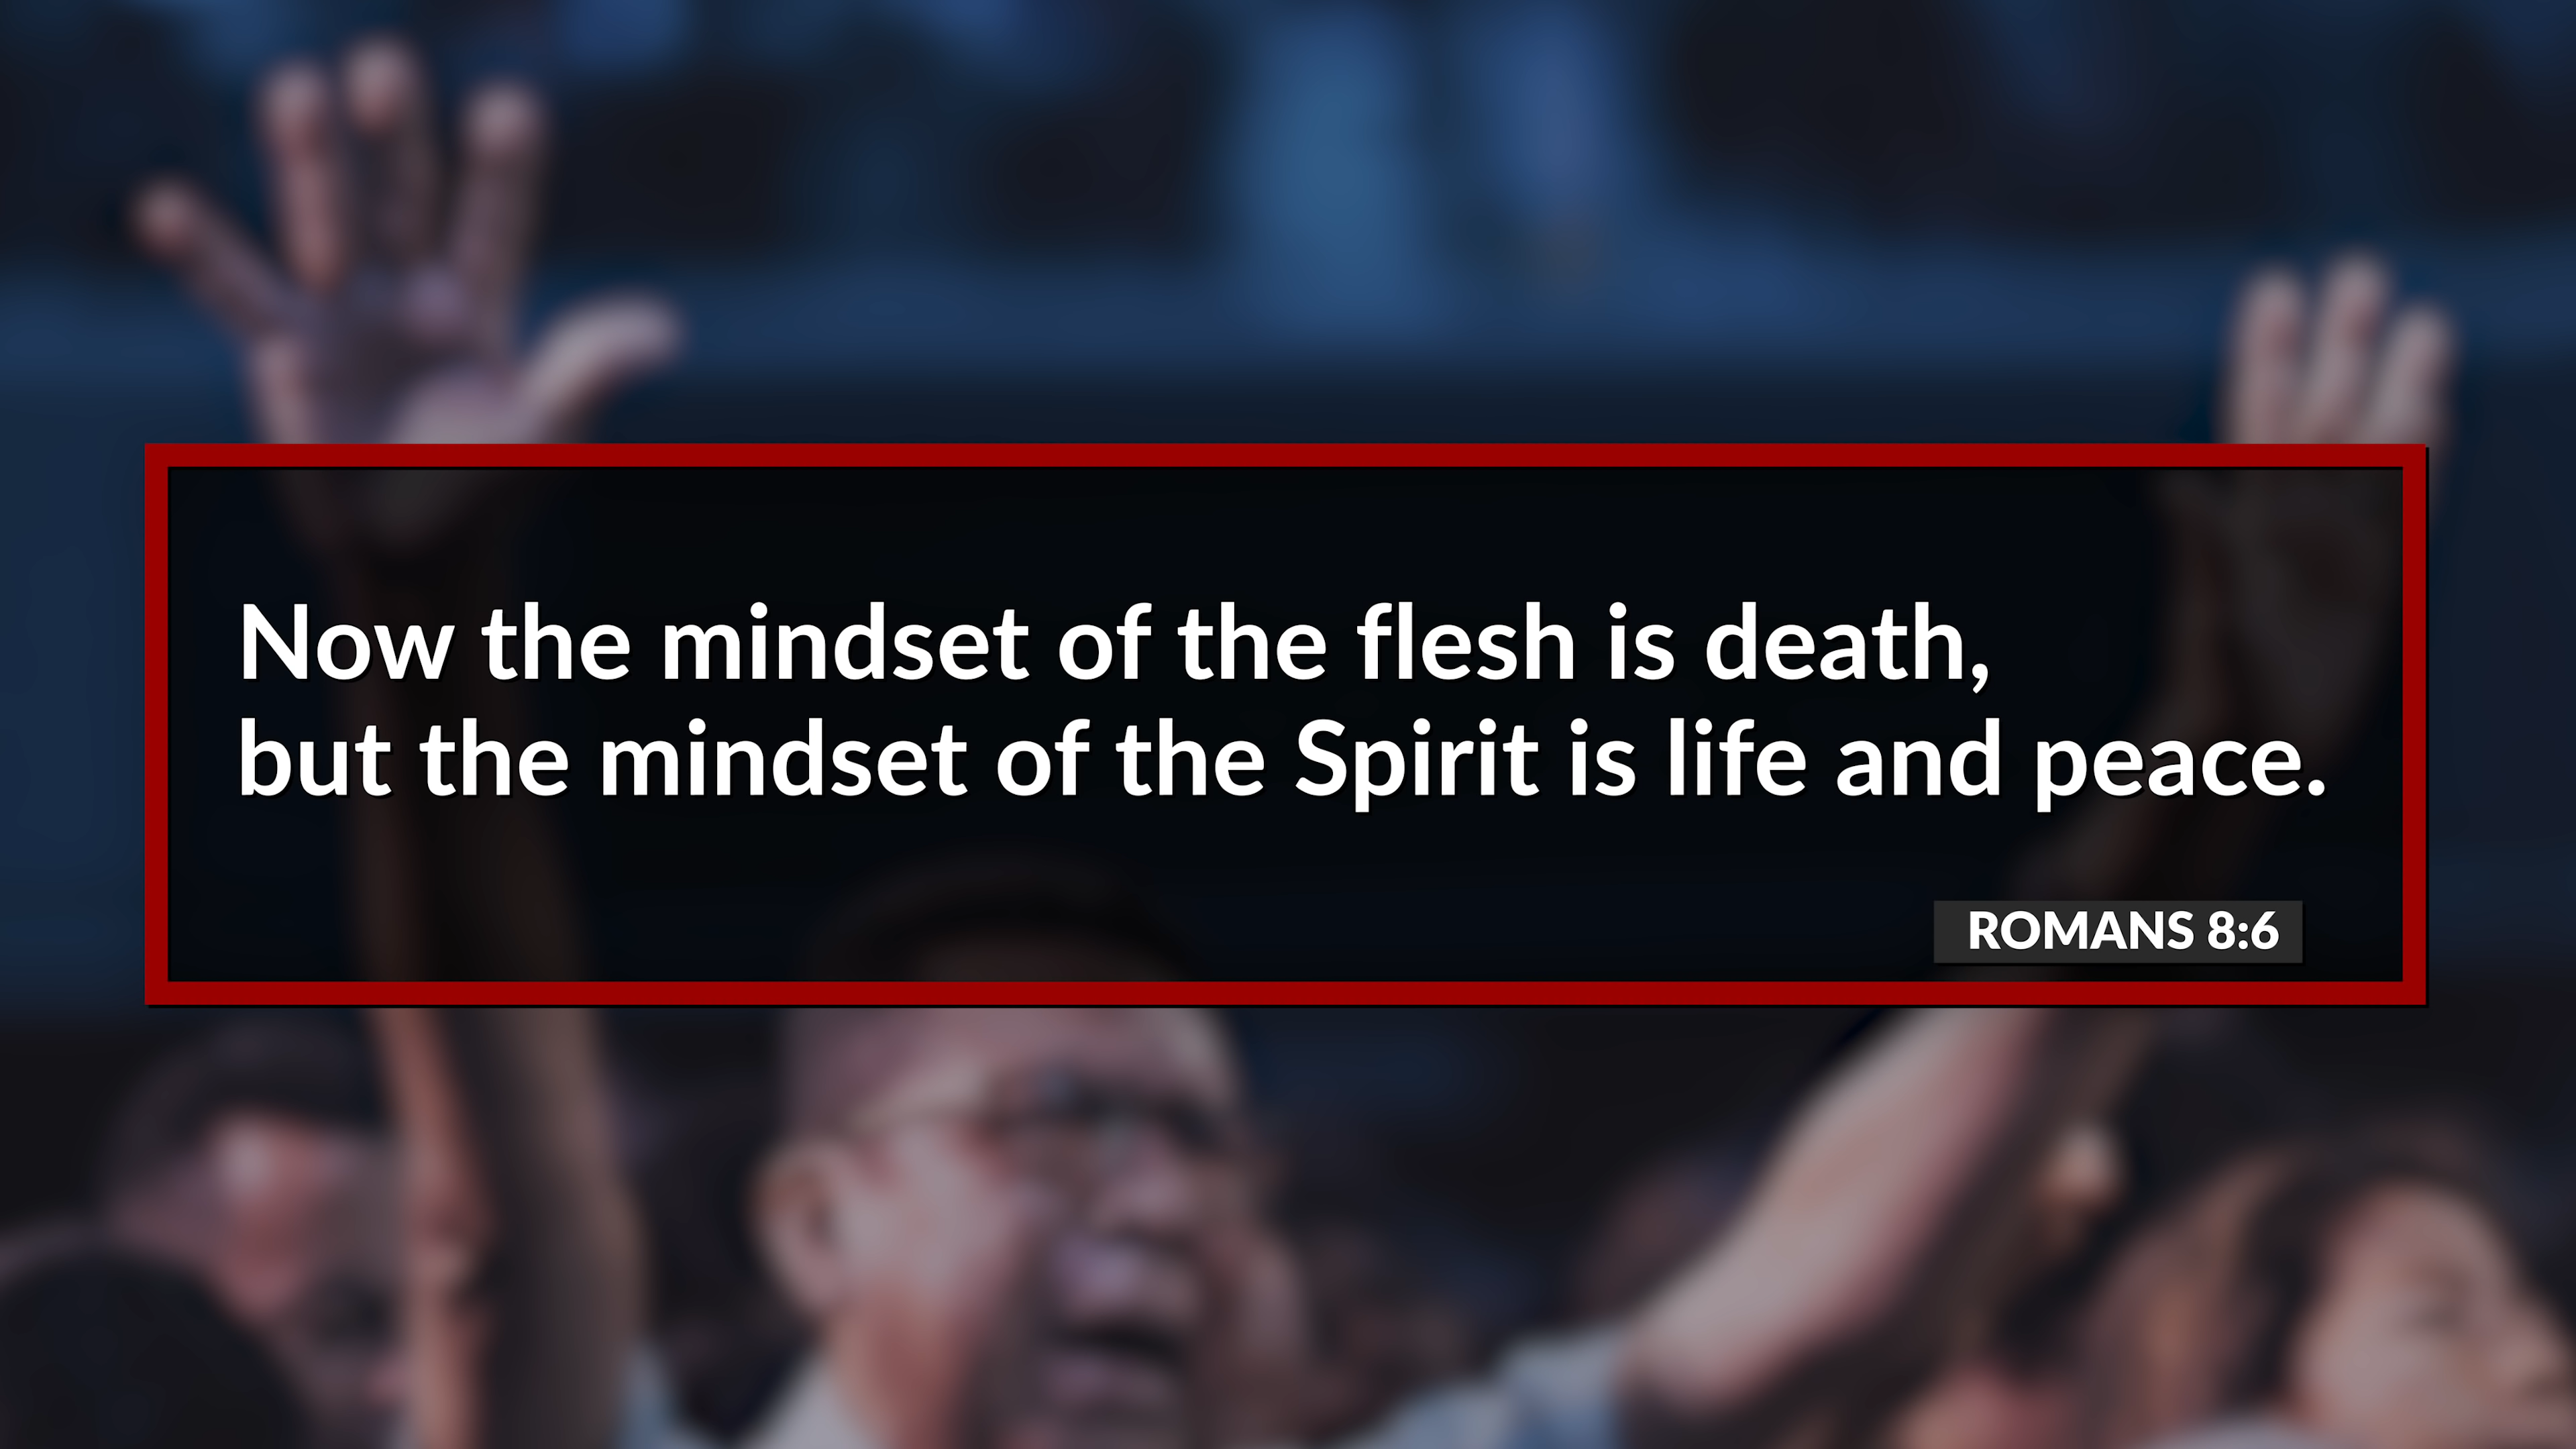 Now the mindset of the flesh is death,
but the mindset of the Spirit is life and peace.
ROMANS 8:6